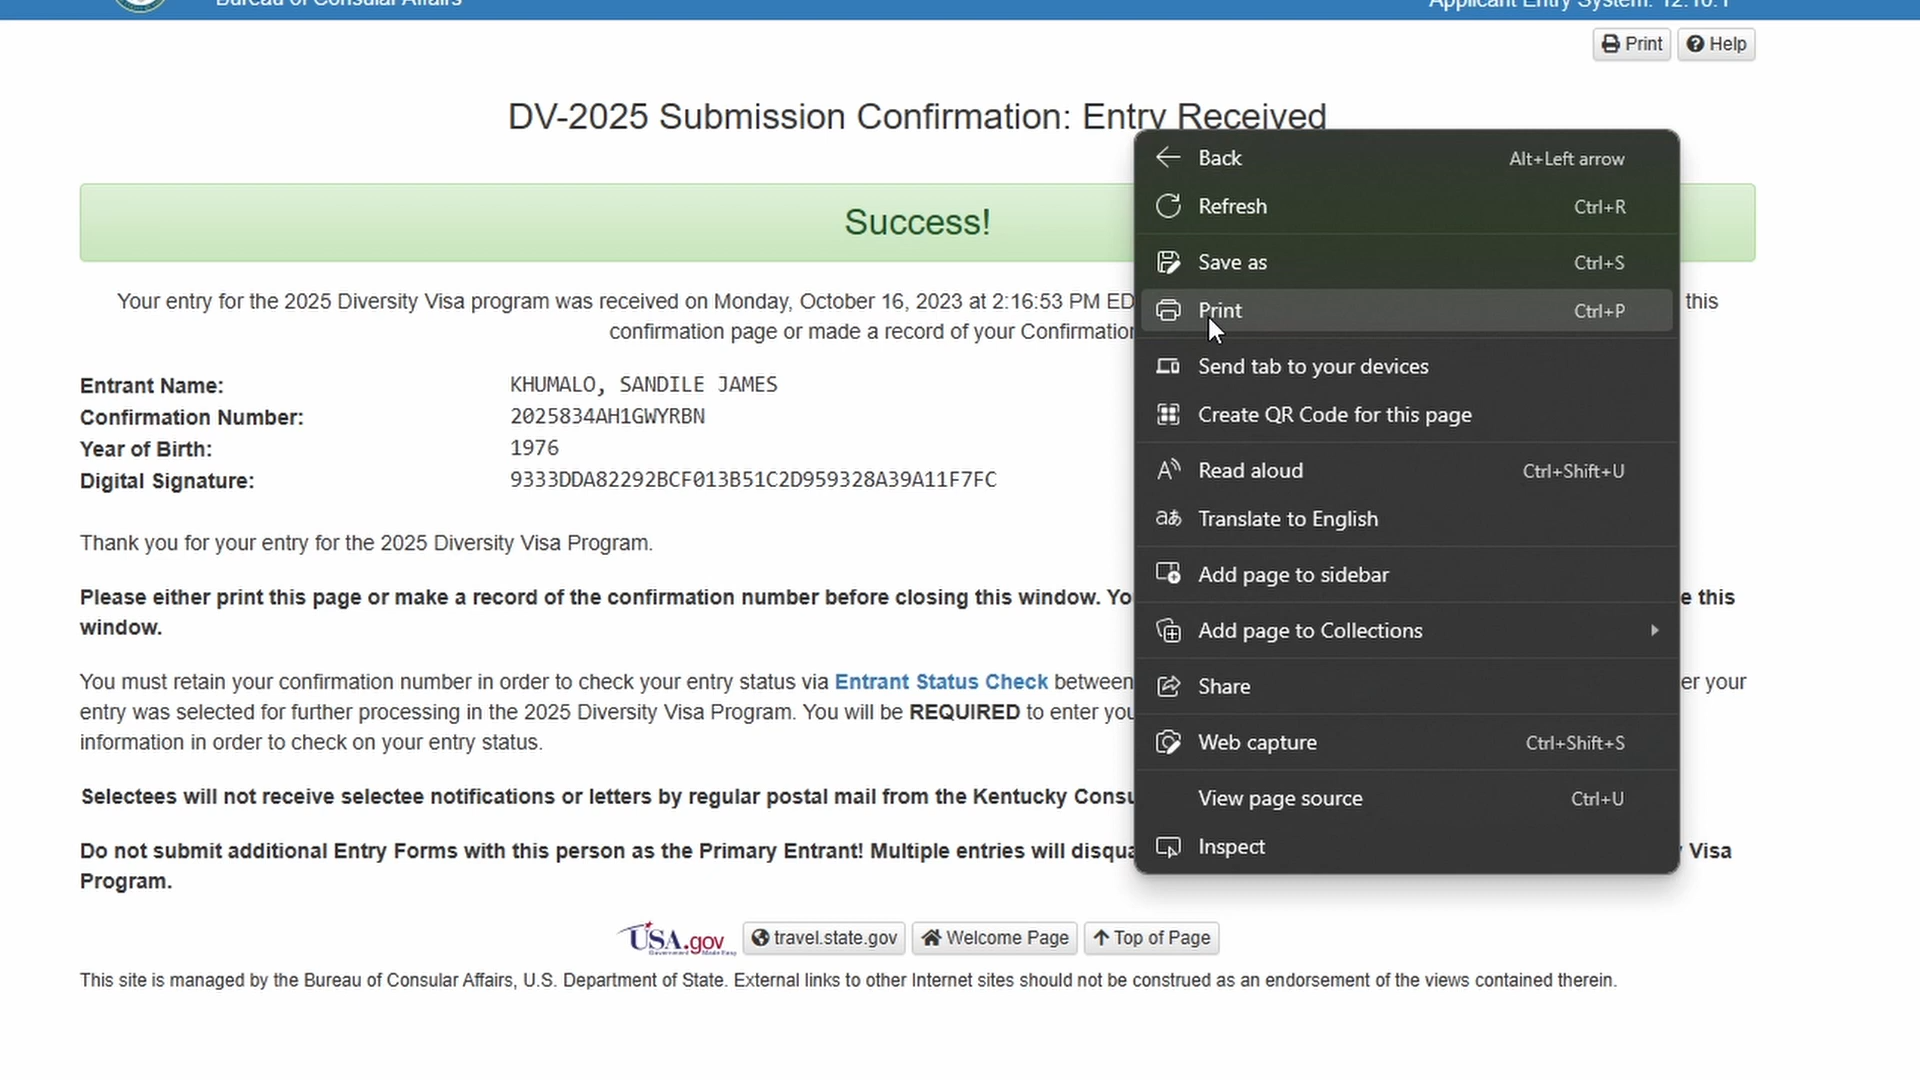 Bureau of Consular Affairs
Applicant Entry System: 12.10.1
Print
Help
DV-2025 Submission Confirmation: Entry Received
Success!
Your entry for the 2025 Diversity Visa program was received on Monday, October 16, 2023 at 2:16:53 PM ED this
confirmation page or made a record of your Confirmation
Entrant Name: KHUMALO, SANDILE JAMES
Confirmation Number: 2025834AH1GWYRBN
Year of Birth: 1976
Digital Signature: 9333DDA82292BCF013B51C2D959328A39A11F7FC
Thank you for your entry for the 2025 Diversity Visa Program.
Please either print this page or make a record of the confirmation number before closing this window. Yo e this
window.
You must retain your confirmation number in order to check your entry status via Entrant Status Check between er your
entry was selected for further processing in the 2025 Diversity Visa Program. You will be REQUIRED to enter you
information in order to check on your entry status.
Selectees will not receive selectee notifications or letters by regular postal mail from the Kentucky Consu
Do not submit additional Entry Forms with this person as the Primary Entrant! Multiple entries will disqua Visa
Program.
Back Alt+Left arrow
Refresh Ctrl+R
Save as Ctrl+S
Print Ctrl+P
Send tab to your devices
Create QR Code for this page
Read aloud Ctrl+Shift+U
Translate to English
Add page to sidebar
Add page to Collections
Share
Web capture Ctrl+Shift+S
View page source Ctrl+U
Inspect
USA.gov
Government Made Easy
travel.state.gov
Welcome Page
Top of Page
This site is managed by the Bureau of Consular Affairs, U.S. Department of State. External links to other Internet sites should not be construed as an endorsement of the views contained therein.